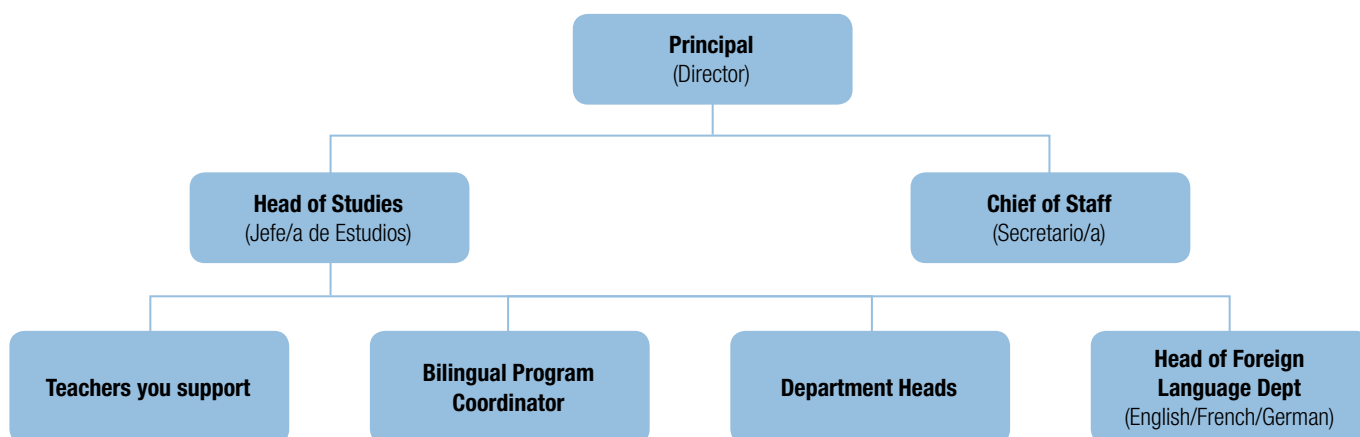 Principal
(Director)
Head of Studies
(Jefe/a de Estudios)
Chief of Staff
(Secretario/a)
Teachers you support
Bilingual Program
Coordinator
Department Heads
Head of Foreign
Language Dept
(English/French/German)